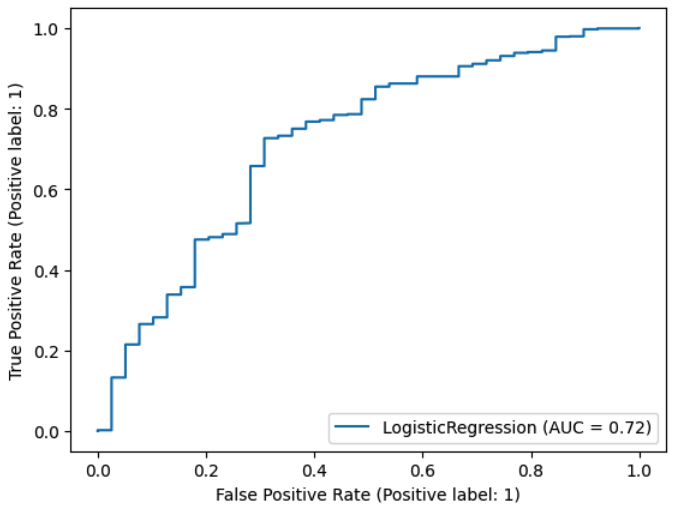 True Positive Rate (Positive label: 1)
1.0
0.8
0.6
0.4
0.2
0.0
LogisticRegression (AUC = 0.72)
0.0 0.2 0.4 0.6 0.8 1.0
False Positive Rate (Positive label: 1)